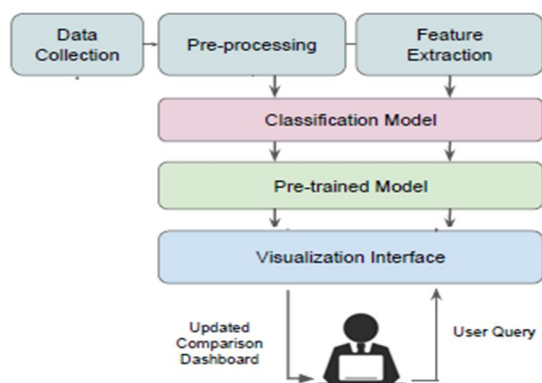 Data
Collection
Pre-processing
Feature
Extraction
Classification Model
Pre-trained Model
Visualization Interface
Updated
Comparison
Dashboard
User Query